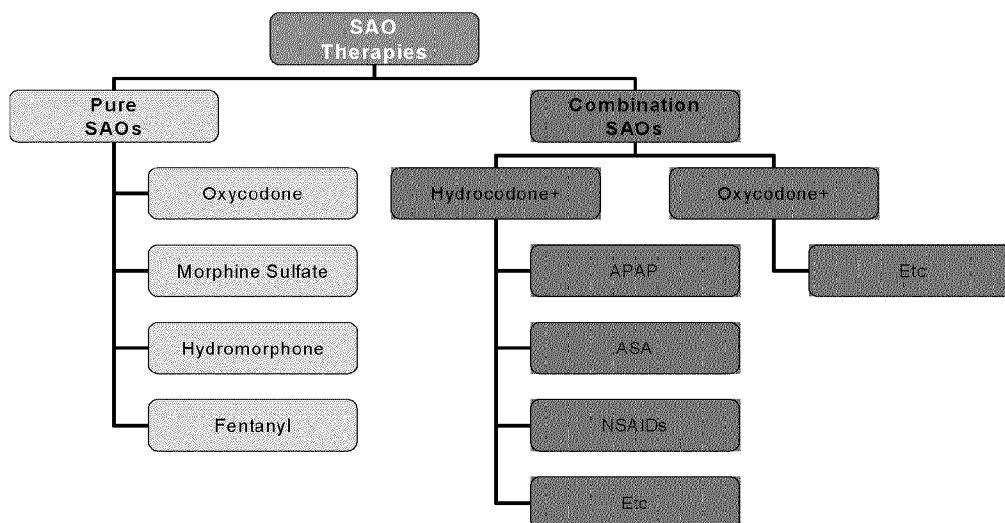 SAO
Therapies
Pure
SAOs
Oxycodone
Morphine Sulfate
Hydromorphone
Fentanyl
Combination
SAOs
Hydrocodone+
APAP
ASA
NSAIDs
Etc
Oxycodone+
Etc